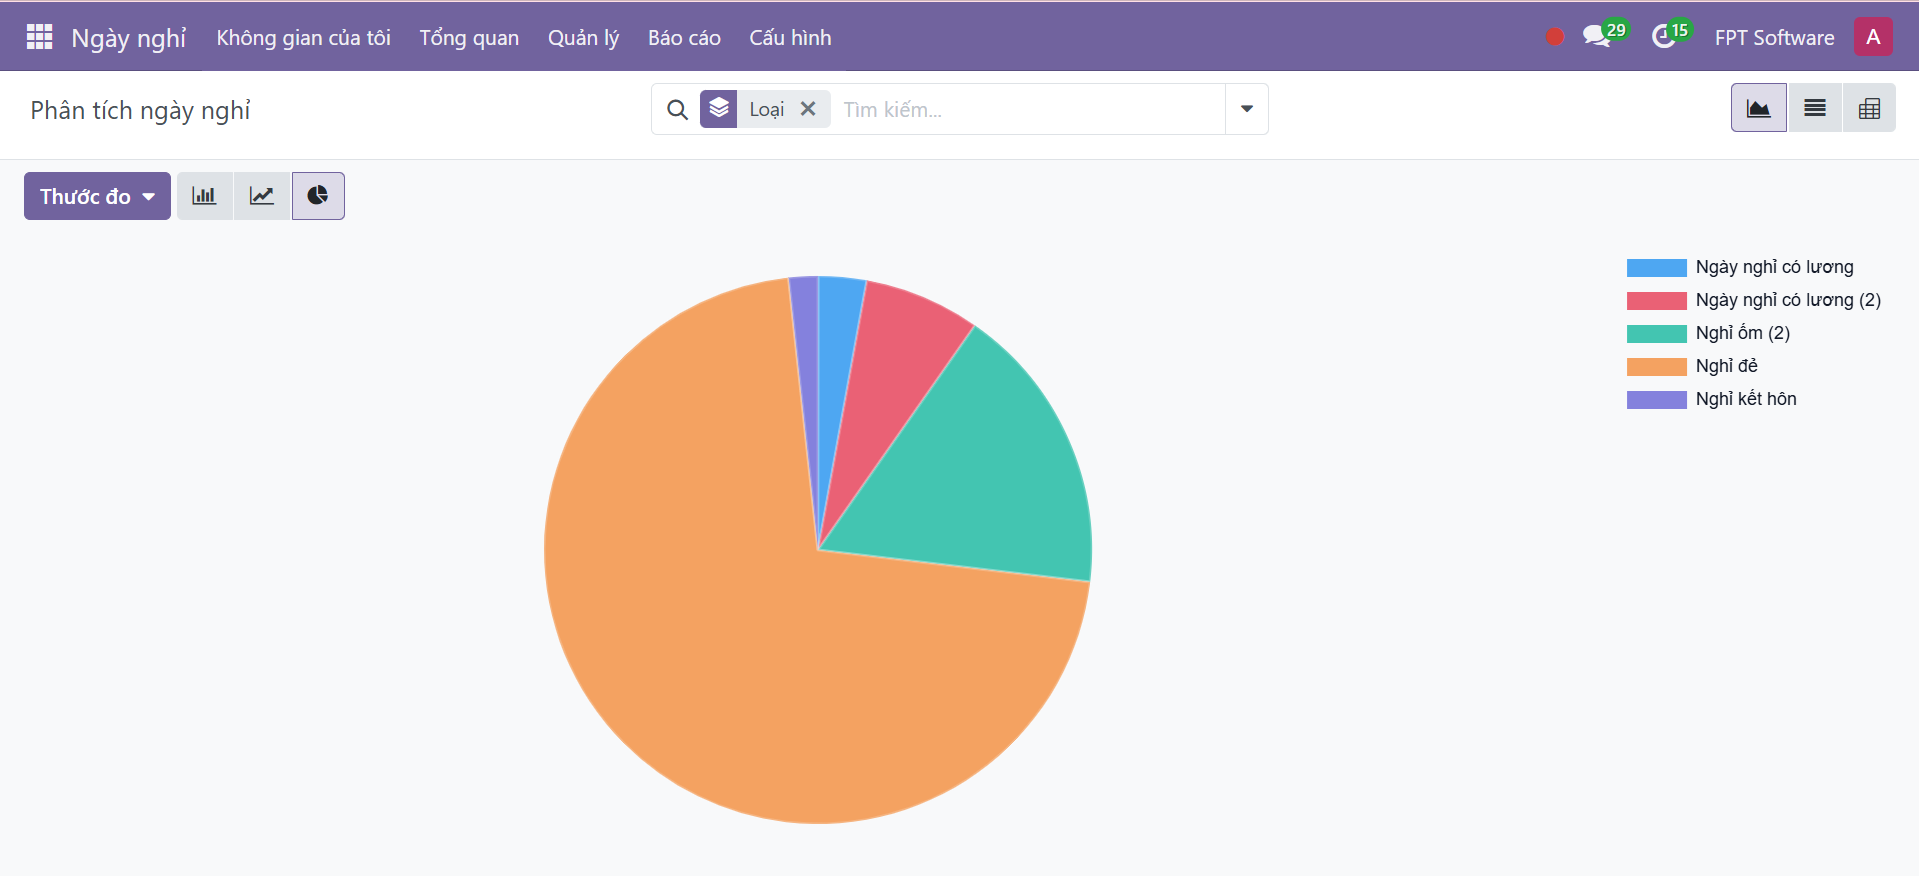 Ngày nghỉ Không gian của tôi Tổng quan Quản lý Báo cáo Cấu hình 29 15 FPT Software A
Phân tích ngày nghỉ Loại Tìm kiếm...
Thước đo
Ngày nghỉ có lương
Ngày nghỉ có lương (2)
Nghỉ ốm (2)
Nghỉ đẻ
Nghỉ kết hôn